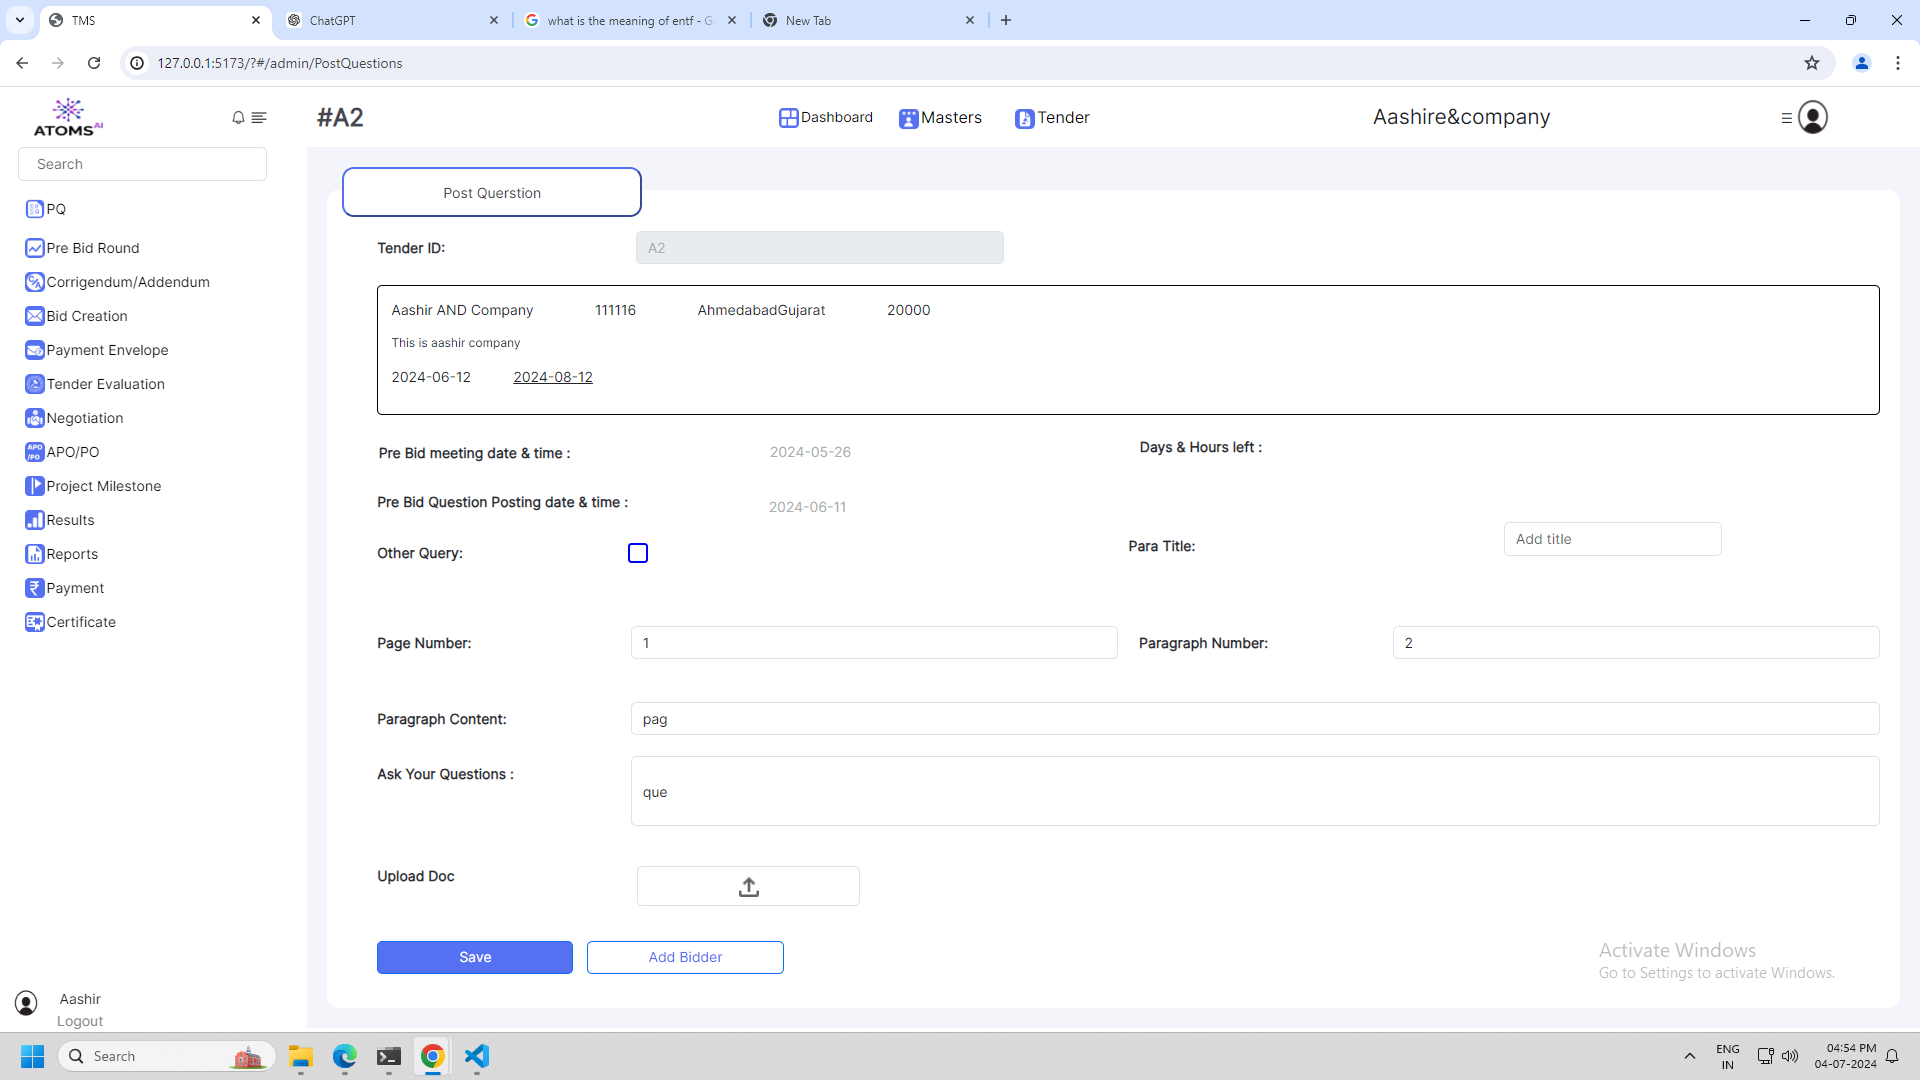 TMS
ChatGPT
what is the meaning of entf - G
New Tab
127.0.0.1:5173/?#/admin/PostQuestions
ATOMS AI
#A2
Dashboard
Masters
Tender
Aashire&company
Search
PQ
Pre Bid Round
Corrigendum/Addendum
Bid Creation
Payment Envelope
Tender Evaluation
Negotiation
APO/PO
Project Milestone
Results
Reports
Payment
Certificate
Aashir
Logout
Post Querstion
Tender ID: A2
Aashir AND Company 111116 AhmedabadGujarat 20000
This is aashir company
2024-06-12 2024-08-12
Pre Bid meeting date & time : 2024-05-26 Days & Hours left :
Pre Bid Question Posting date & time : 2024-06-11
Other Query: Para Title: Add title
Page Number: 1 Paragraph Number: 2
Paragraph Content: pag
Ask Your Questions : que
Upload Doc
Save Add Bidder
Activate Windows
Go to Settings to activate Windows.
Search
ENG
IN
04:54 PM
04-07-2024